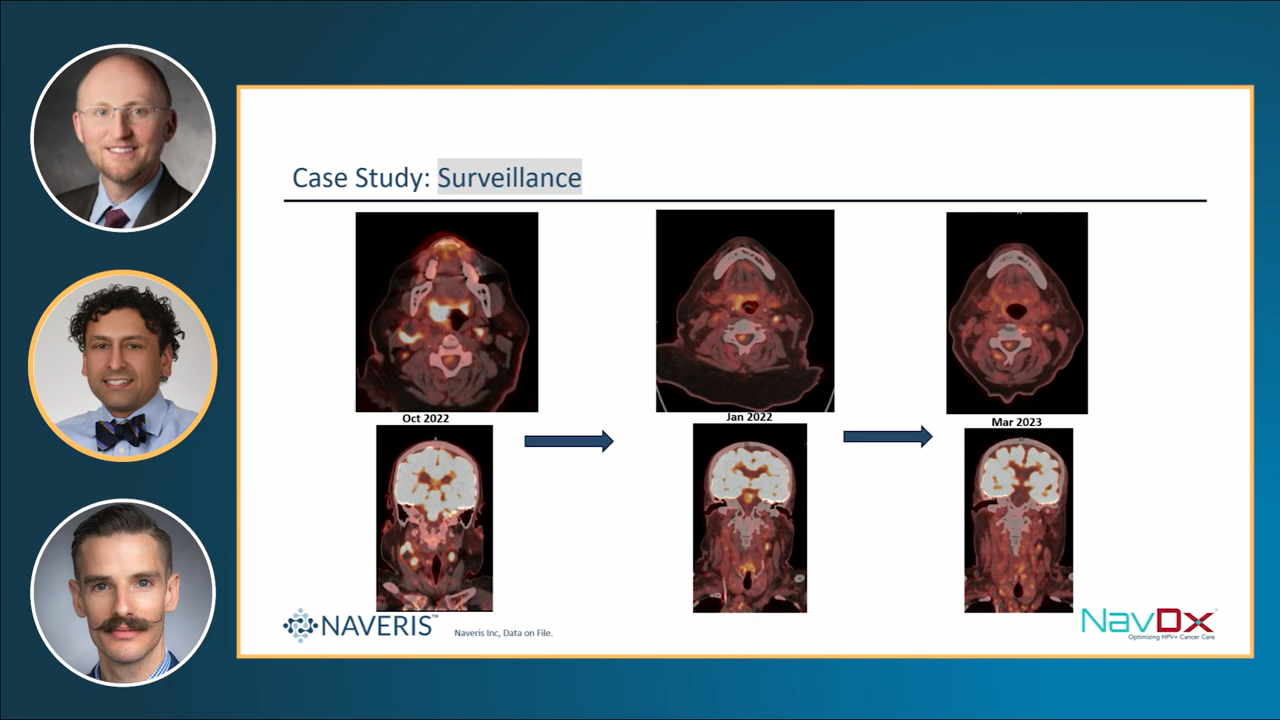 Case Study: Surveillance
Oct 2022
Jan 2022
Mar 2023
NAVERIS™
Naveris Inc, Data on File.
NavDx
Optimizing HPV+ Cancer Care